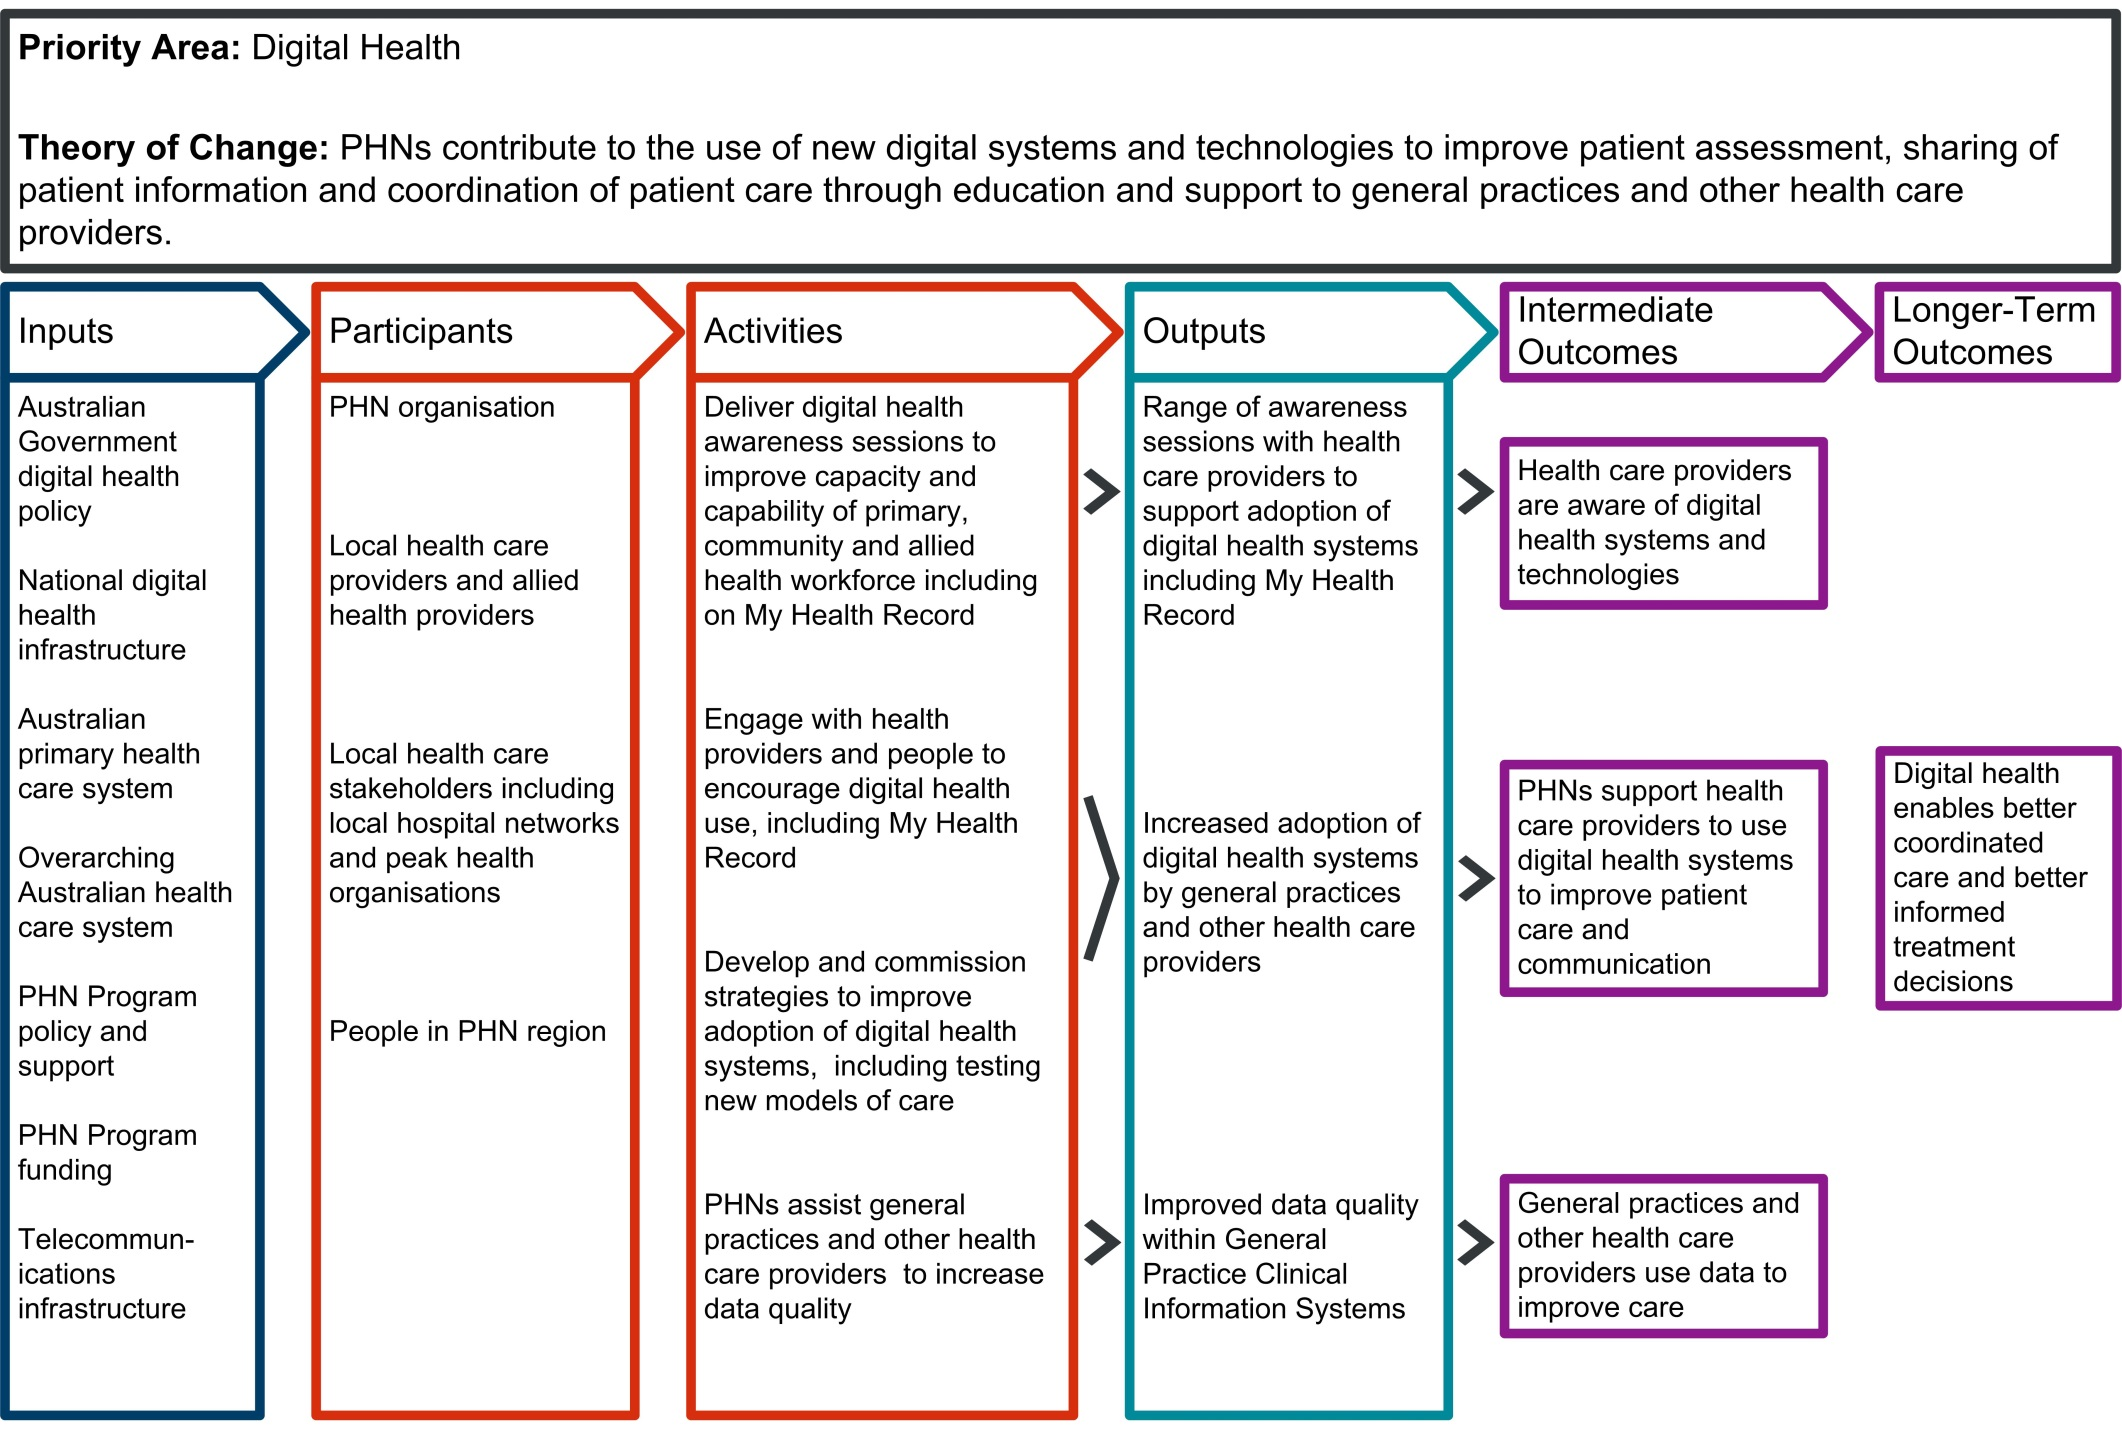 Priority Area: Digital Health
Theory of Change: PHNs contribute to the use of new digital systems and technologies to improve patient assessment, sharing of
patient information and coordination of patient care through education and support to general practices and other health care
providers.
Inputs
Australian
Government
digital health
policy
National digital
health
infrastructure
Australian
primary health
care system
Overarching
Australian health
care system
PHN Program
policy and
support
PHN Program
funding
Telecommun-
ications
infrastructure
Participants
PHN organisation
Local health care
providers and allied
health providers
Local health care
stakeholders including
local hospital networks
and peak health
organisations
People in PHN region
Activities
Deliver digital health
awareness sessions to
improve capacity and
capability of primary,
community and allied
health workforce including
on My Health Record
Engage with health
providers and people to
encourage digital health
use, including My Health
Record
Develop and commission
strategies to improve
adoption of digital health
systems,  including testing
new models of care
PHNs assist general
practices and other health
care providers  to increase
data quality
Outputs
Range of awareness
sessions with health
care providers to
support adoption of
digital health systems
including My Health
Record
Increased adoption of
digital health systems
by general practices
and other health care
providers
Improved data quality
within General
Practice Clinical
Information Systems
Intermediate
Outcomes
Health care providers
are aware of digital
health systems and
technologies
PHNs support health
care providers to use
digital health systems
to improve patient
care and
communication
General practices and
other health care
providers use data to
improve care
Longer-Term
Outcomes
Digital health
enables better
coordinated
care and better
informed
treatment
decisions